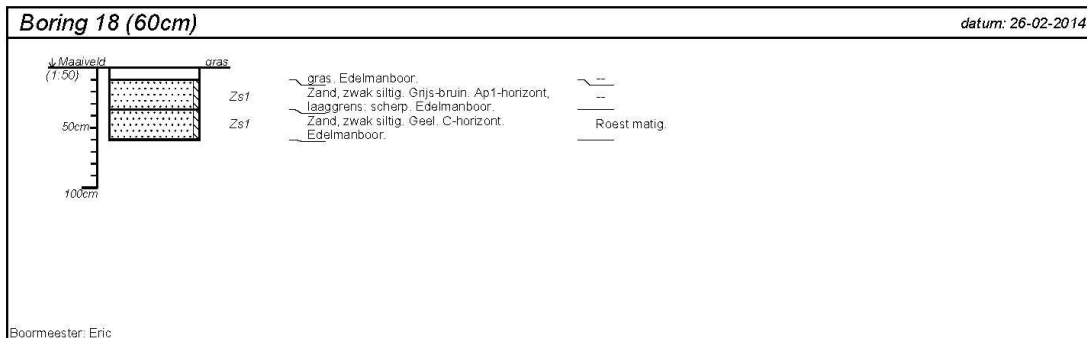 Boring 18 (60cm) datum: 26-02-2014
↓ Maaiveld gras
(1:50)
gras. Edelmanboor. --
Zs1 Zand, zwak siltig. Grijs-bruin. Ap1-horizont, --
laaggrens: scherp. Edelmanboor.
50cm Zs1 Zand, zwak siltig. Geel. C-horizont. Roest matig.
Edelmanboor.
100cm
Boormeester: Eric